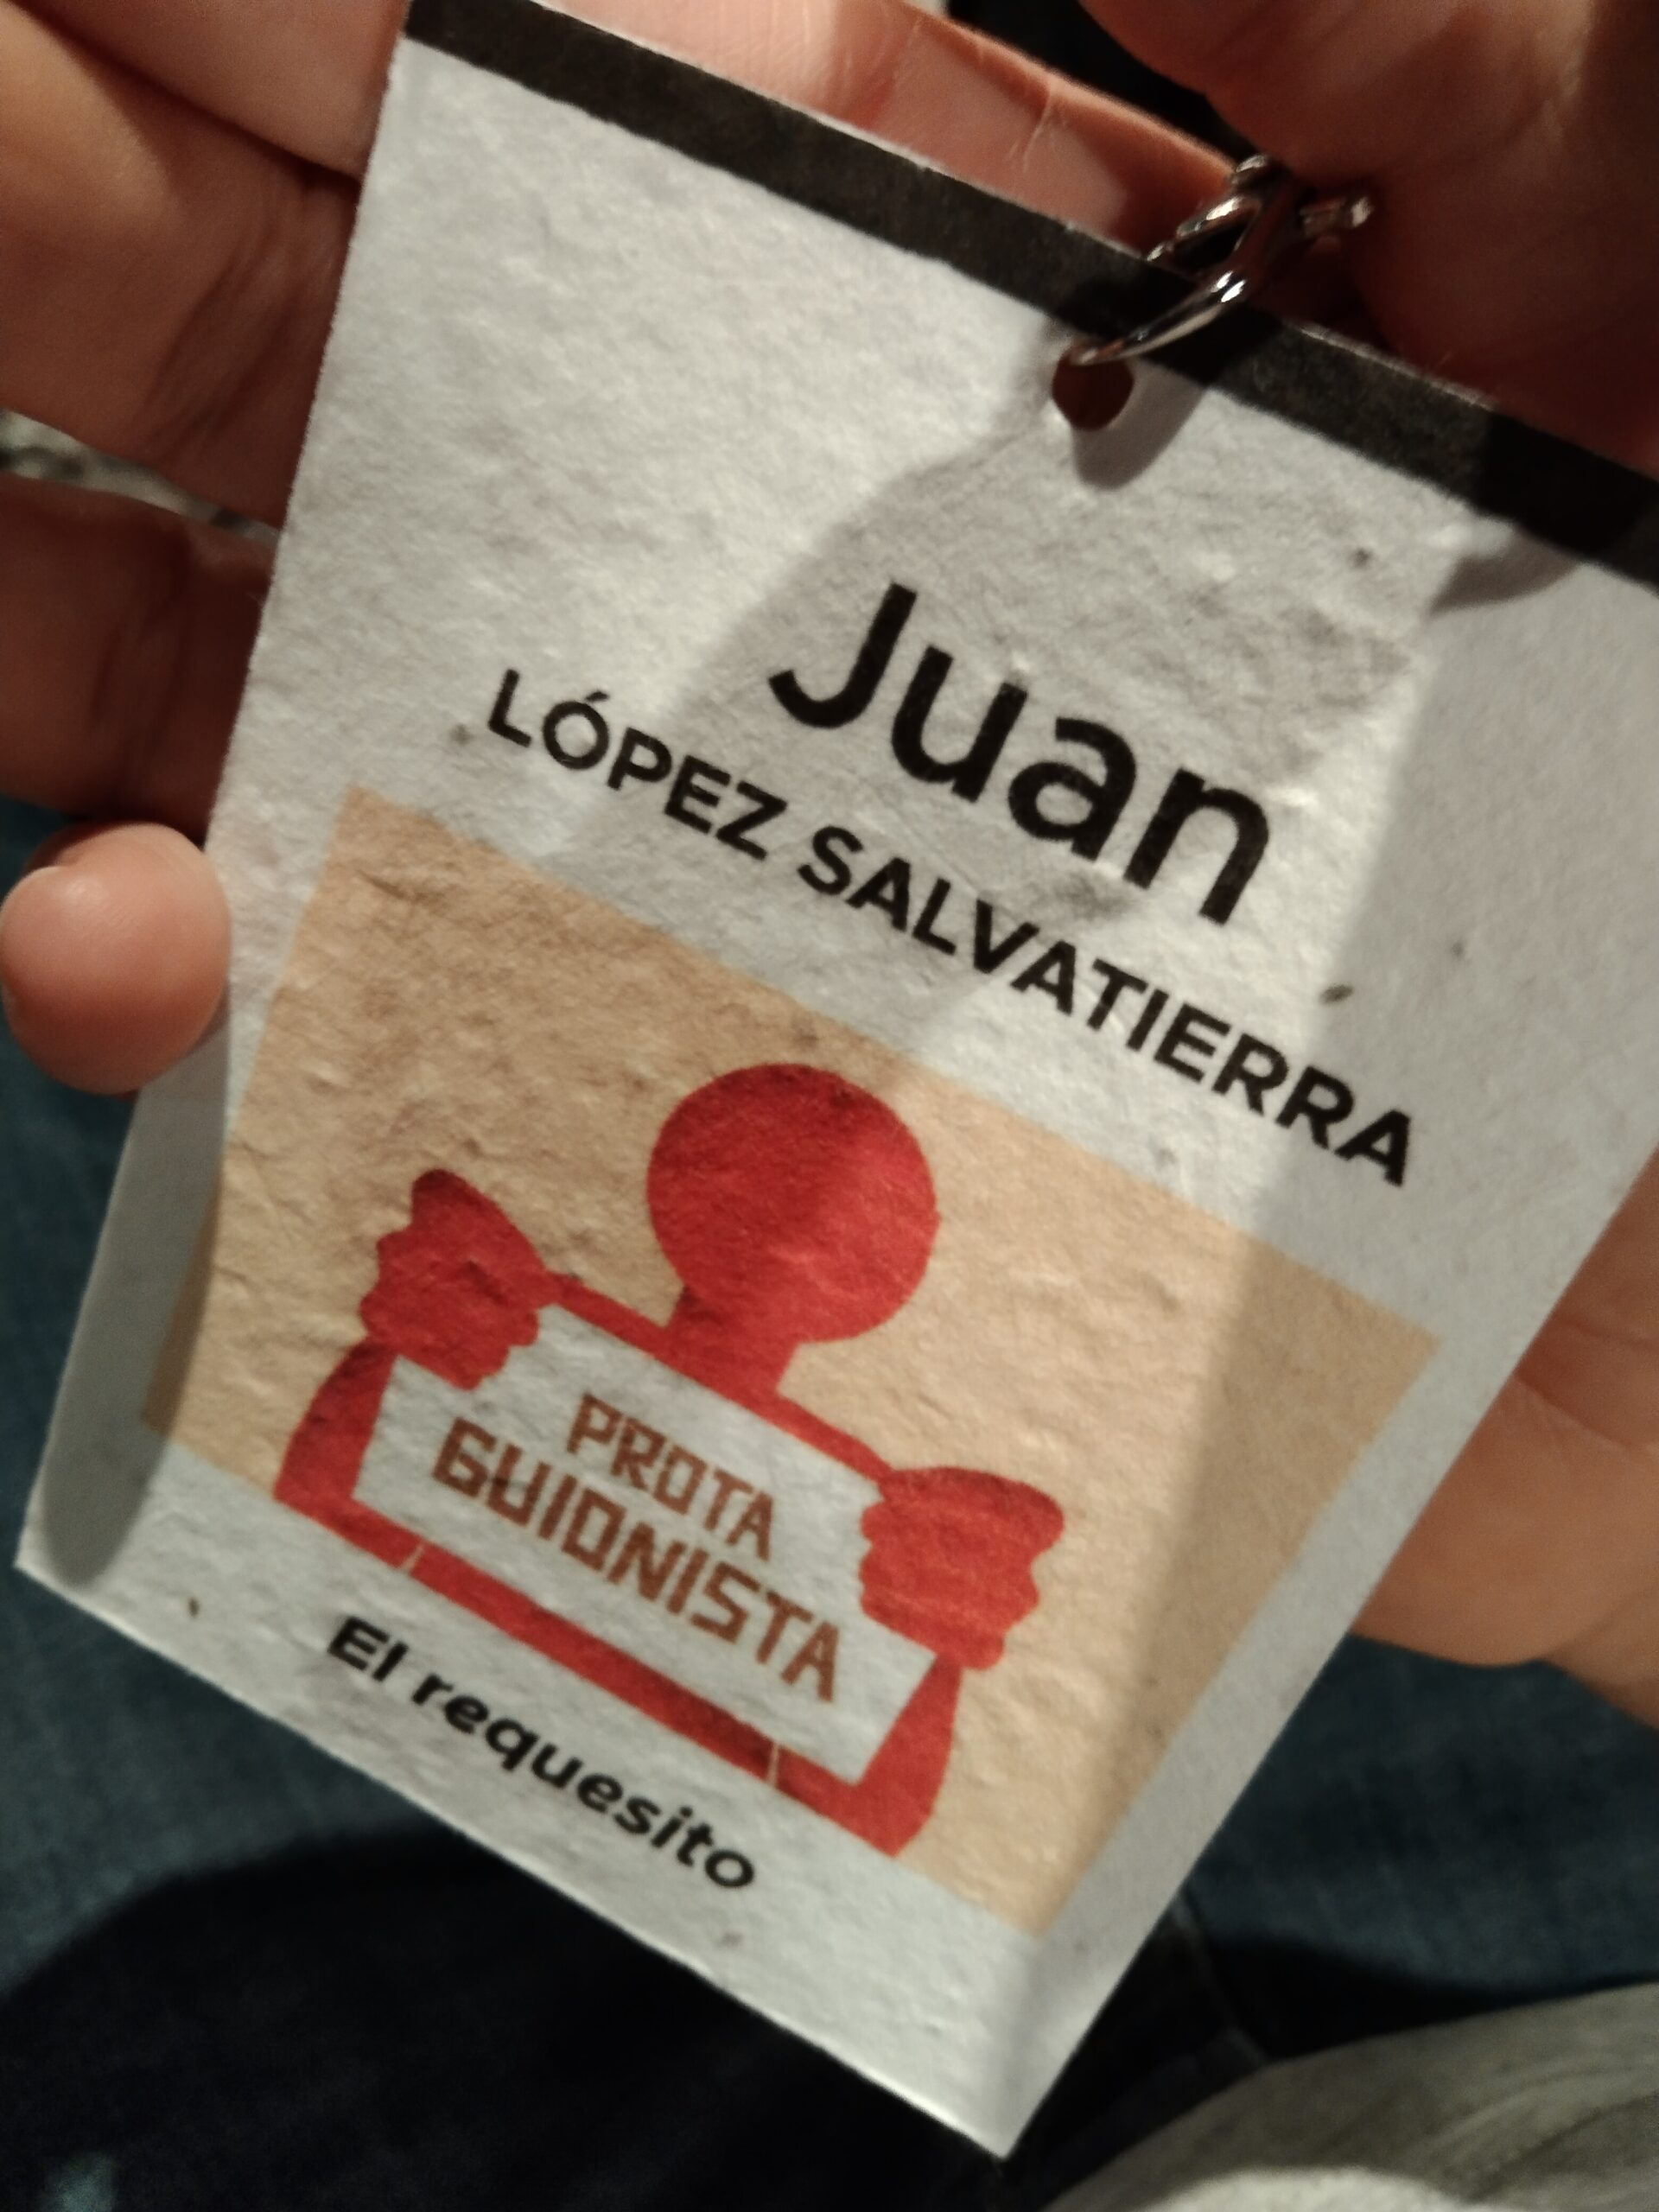 Juan
LÓPEZ SALVATIERRA
PROTA
GUIONISTA
El requesito